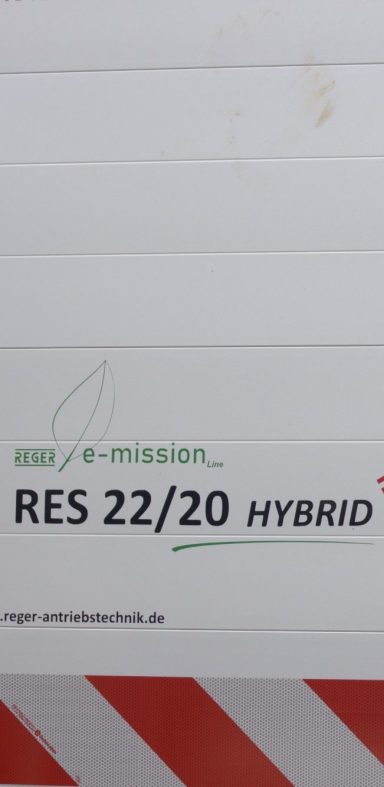 REGER e-mission Line
RES 22/20 HYBRID
.reger-antriebstechnik.de